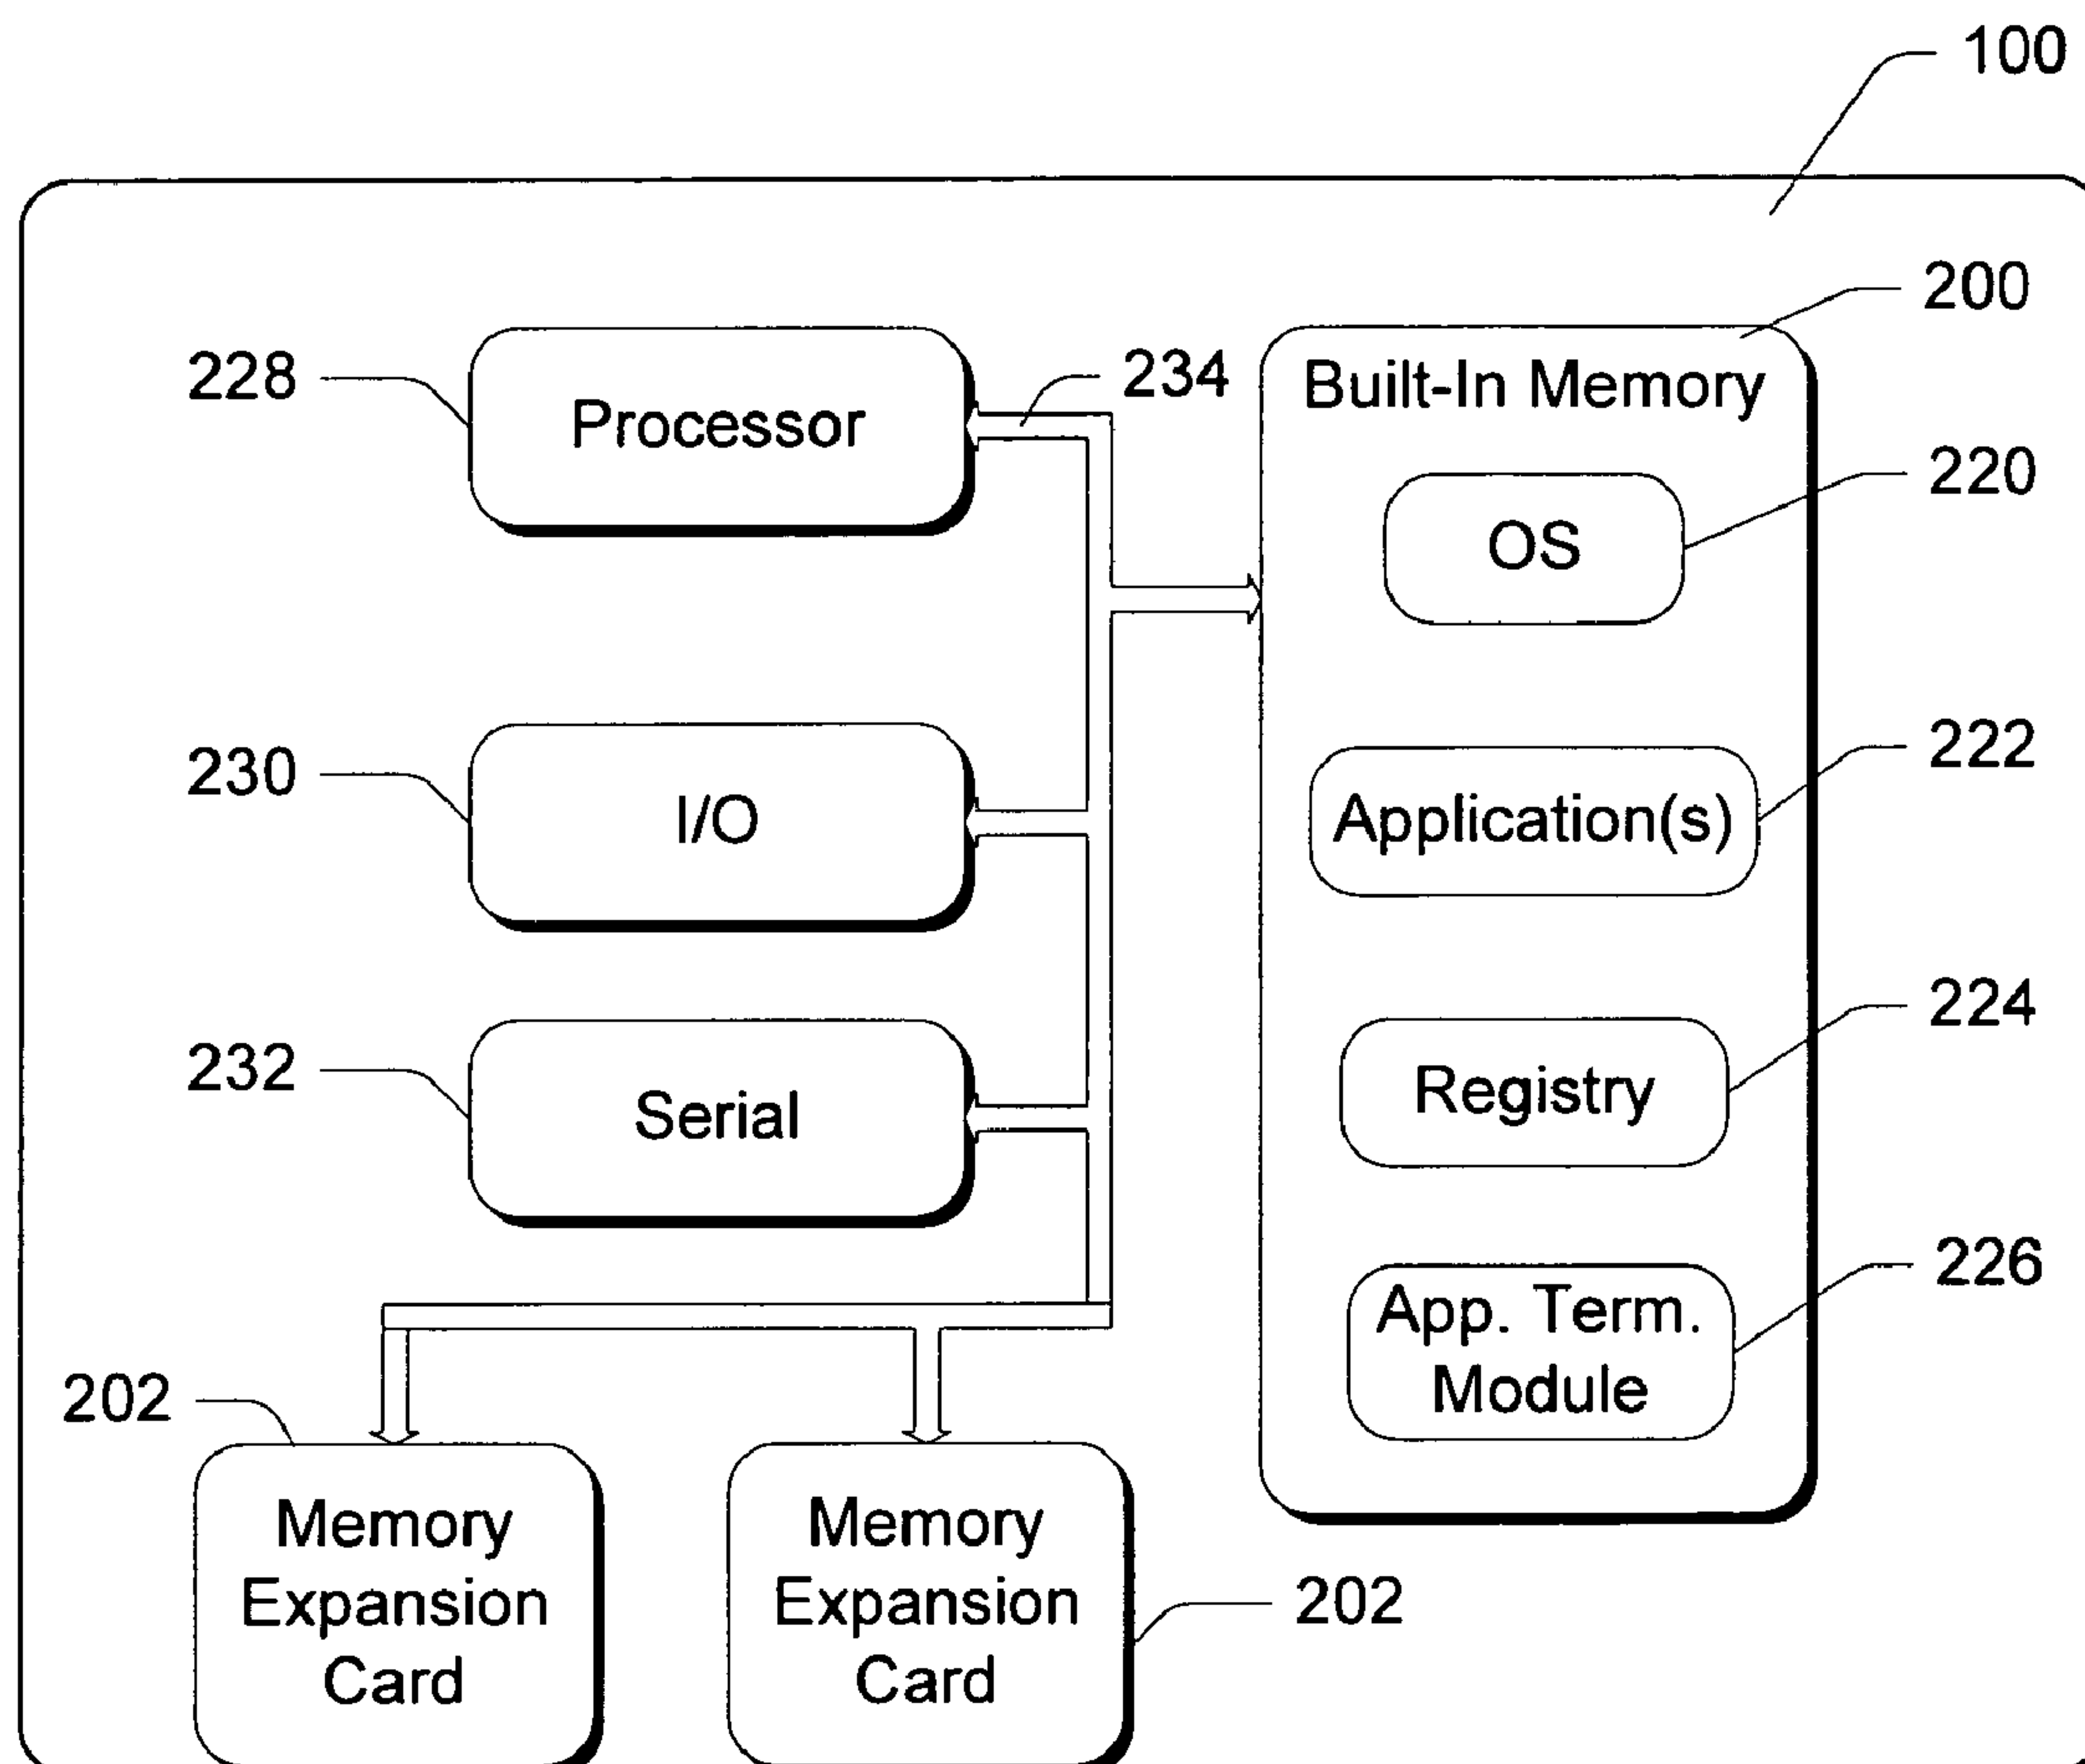 100
200
228
Processor
234
Built-In Memory
220
OS
230
I/O
222
Application(s)
232
Serial
224
Registry
226
App. Term.
Module
202
Memory
Expansion
Card
Memory
Expansion
Card
202